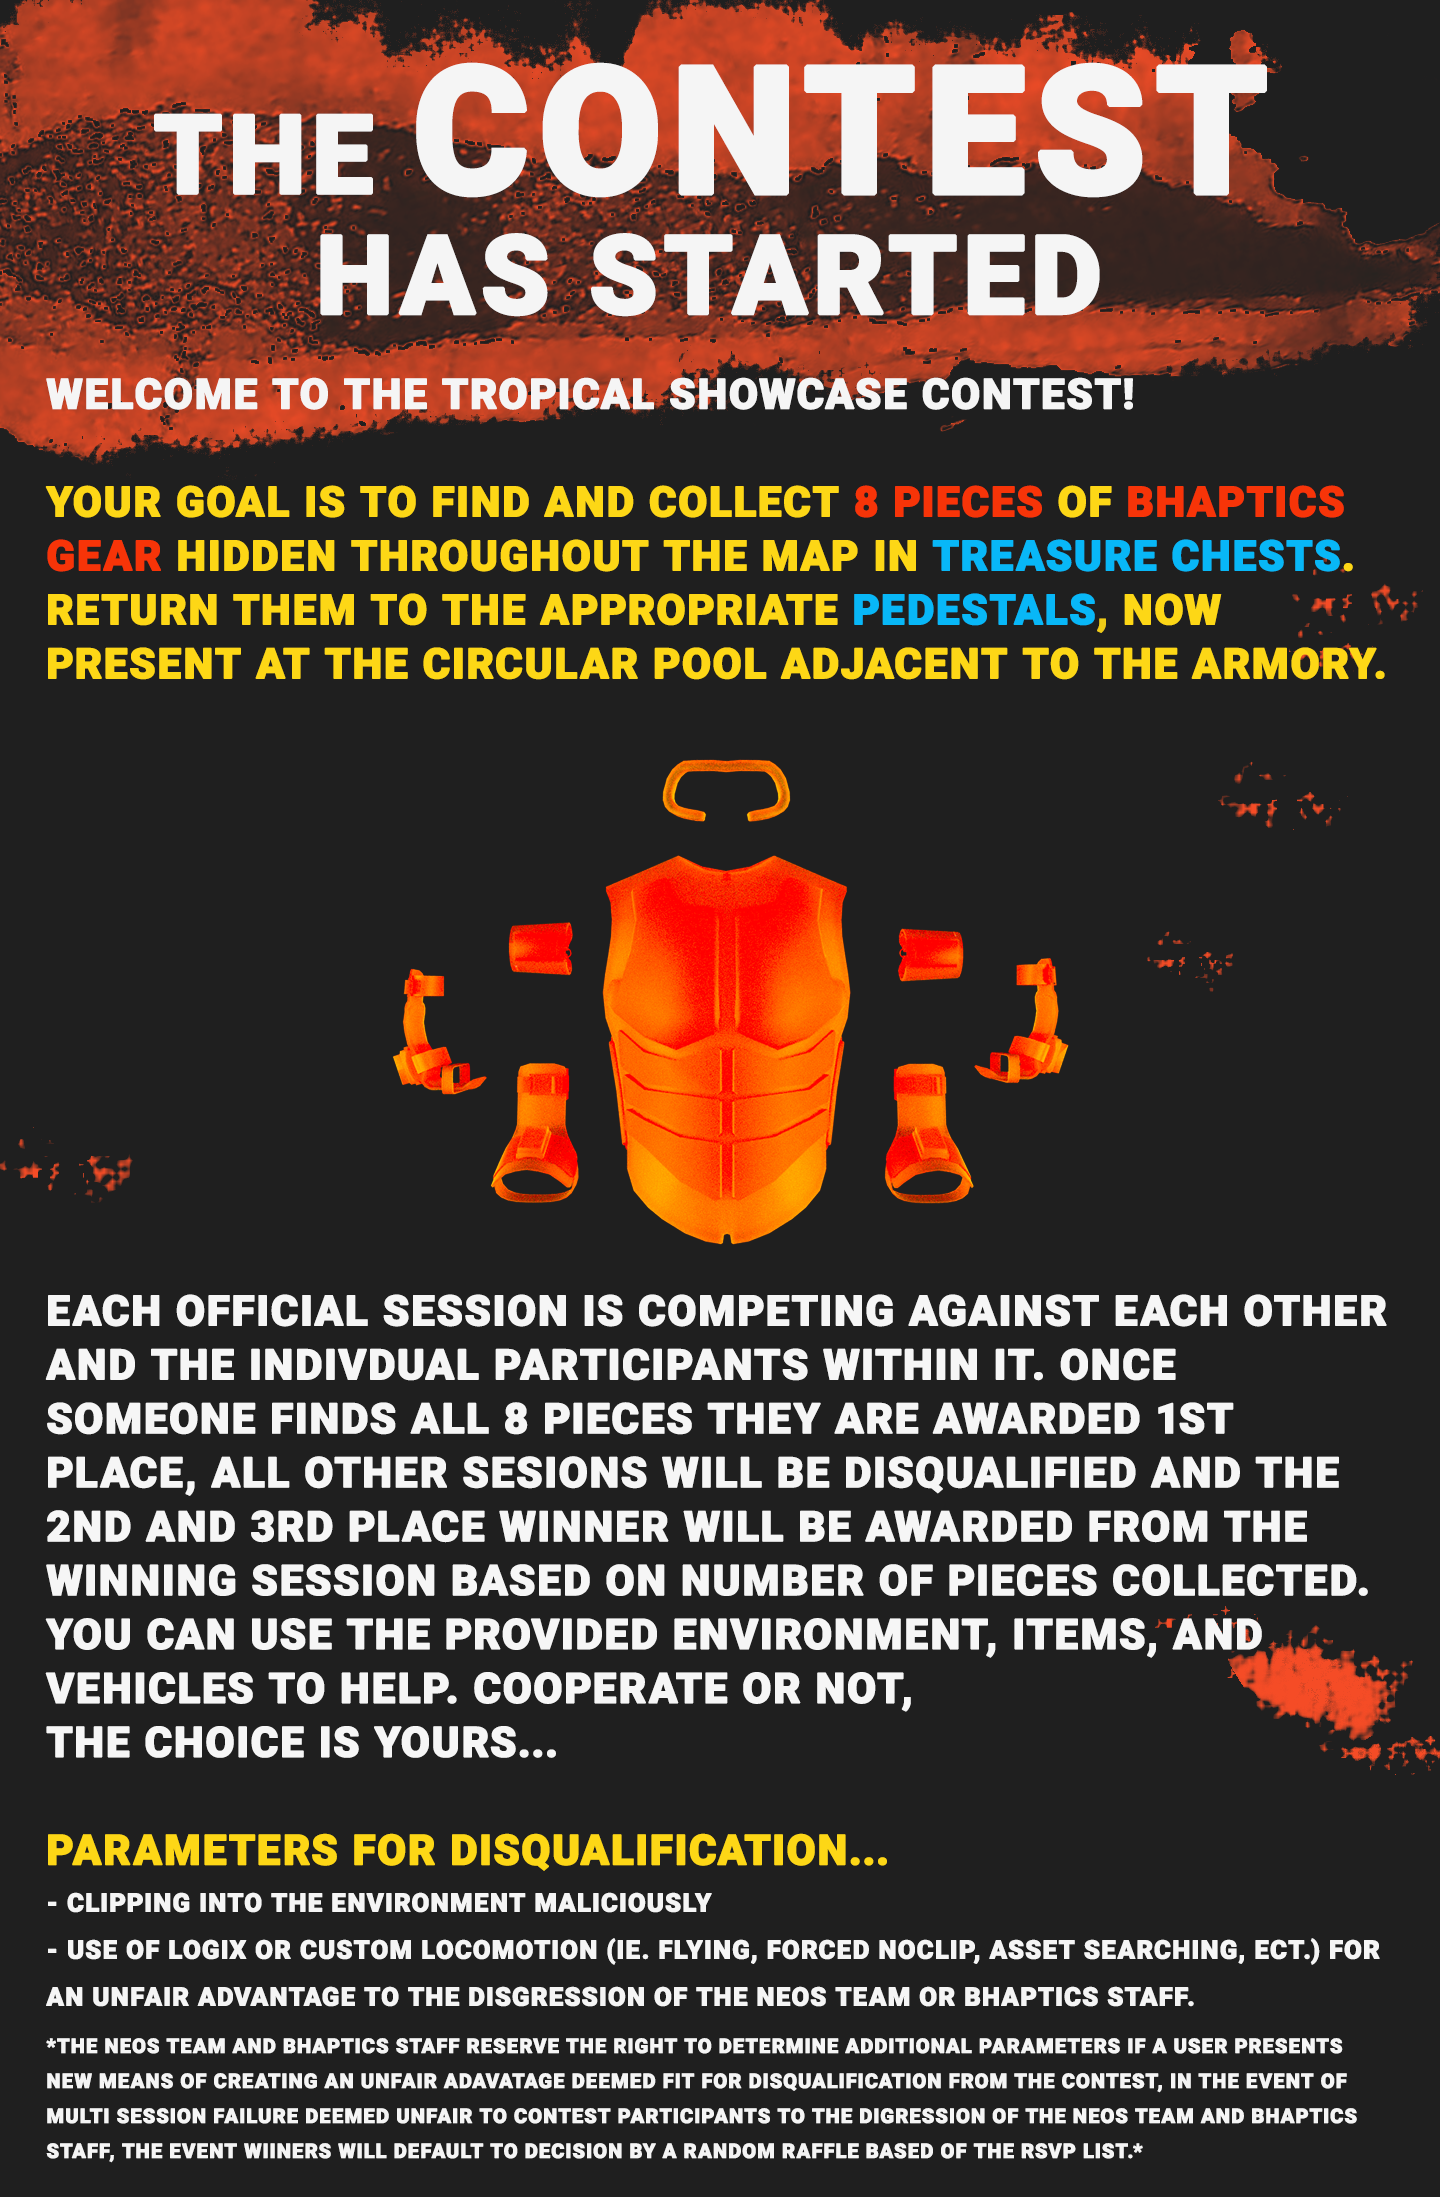 THE CONTEST
HAS STARTED
WELCOME TO THE TROPICAL SHOWCASE CONTEST!
YOUR GOAL IS TO FIND AND COLLECT 8 PIECES OF BHAPTICS
GEAR HIDDEN THROUGHOUT THE MAP IN TREASURE CHESTS.
RETURN THEM TO THE APPROPRIATE PEDESTALS, NOW
PRESENT AT THE CIRCULAR POOL ADJACENT TO THE ARMORY.
EACH OFFICIAL SESSION IS COMPETING AGAINST EACH OTHER
AND THE INDIVDUAL PARTICIPANTS WITHIN IT. ONCE
SOMEONE FINDS ALL 8 PIECES THEY ARE AWARDED 1ST
PLACE, ALL OTHER SESIONS WILL BE DISQUALIFIED AND THE
2ND AND 3RD PLACE WINNER WILL BE AWARDED FROM THE
WINNING SESSION BASED ON NUMBER OF PIECES COLLECTED.
YOU CAN USE THE PROVIDED ENVIRONMENT, ITEMS, AND
VEHICLES TO HELP. COOPERATE OR NOT,
THE CHOICE IS YOURS...
PARAMETERS FOR DISQUALIFICATION...
- CLIPPING INTO THE ENVIRONMENT MALICIOUSLY
- USE OF LOGIX OR CUSTOM LOCOMOTION (IE. FLYING, FORCED NOCLIP, ASSET SEARCHING, ECT.) FOR
AN UNFAIR ADVANTAGE TO THE DISGRESSION OF THE NEOS TEAM OR BHAPTICS STAFF.
*THE NEOS TEAM AND BHAPTICS STAFF RESERVE THE RIGHT TO DETERMINE ADDITIONAL PARAMETERS IF A USER PRESENTS
NEW MEANS OF CREATING AN UNFAIR ADAVATAGE DEEMED FIT FOR DISQUALIFICATION FROM THE CONTEST, IN THE EVENT OF
MULTI SESSION FAILURE DEEMED UNFAIR TO CONTEST PARTICIPANTS TO THE DIGRESSION OF THE NEOS TEAM AND BHAPTICS
STAFF, THE EVENT WIINERS WILL DEFAULT TO DECISION BY A RANDOM RAFFLE BASED OF THE RSVP LIST.*